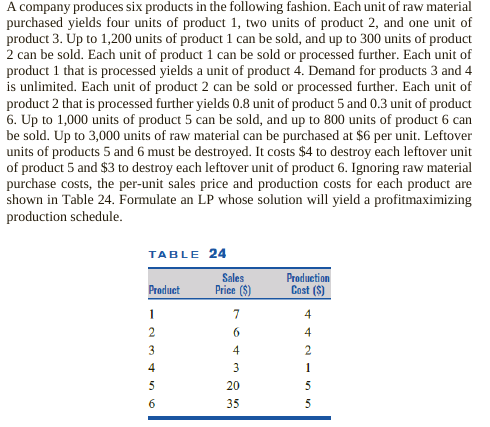 A company produces six products in the following fashion. Each unit of raw material
purchased yields four units of product 1, two units of product 2, and one unit of
product 3. Up to 1,200 units of product 1 can be sold, and up to 300 units of product
2 can be sold. Each unit of product 1 can be sold or processed further. Each unit of
product 1 that is processed yields a unit of product 4. Demand for products 3 and 4
is unlimited. Each unit of product 2 can be sold or processed further. Each unit of
product 2 that is processed further yields 0.8 unit of product 5 and 0.3 unit of product
6. Up to 1,000 units of product 5 can be sold, and up to 800 units of product 6 can
be sold. Up to 3,000 units of raw material can be purchased at $6 per unit. Leftover
units of products 5 and 6 must be destroyed. It costs $4 to destroy each leftover unit
of product 5 and $3 to destroy each leftover unit of product 6. Ignoring raw material
purchase costs, the per-unit sales price and production costs for each product are
shown in Table 24. Formulate an LP whose solution will yield a profitmaximizing
production schedule.
TABLE 24
Sales Production
Product Price ($) Cost ($)
1 7 4
2 6 4
3 4 2
4 3 1
5 20 5
6 35 5